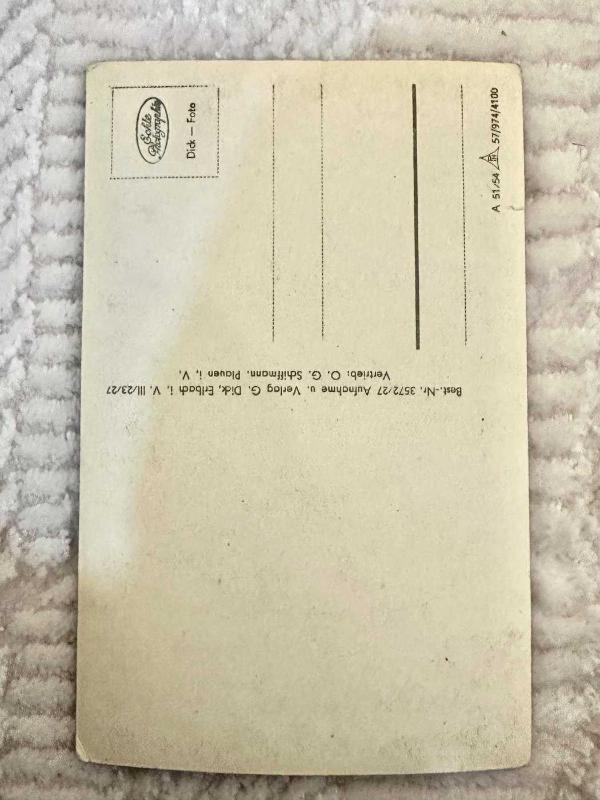 Echte
Photographie
Dick — Foto
Best.-Nr. 3572/27 Aufnahme u. Verlag G. Dick, Erlbach i. V. III/23/27
Vertrieb: O. G. Schiffmann, Plauen i. V.
A 51/54 57/974/4100